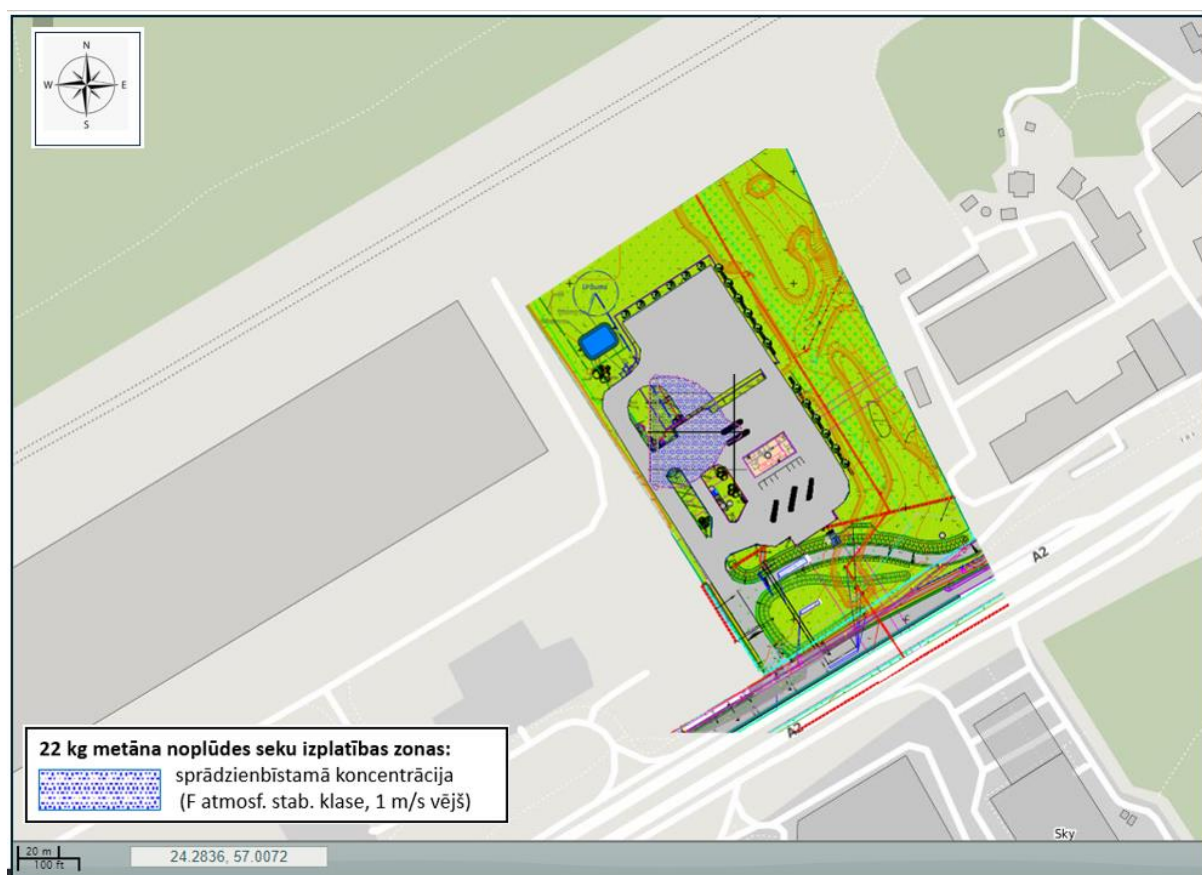 N
W E
S
Urbums
A2
A2
22 kg metāna noplūdes seku izplatības zonas:
sprādzienbīstamā koncentrācija
(F atmosf. stab. klase, 1 m/s vējš)
Sky
20 m
100 ft
24.2836, 57.0072